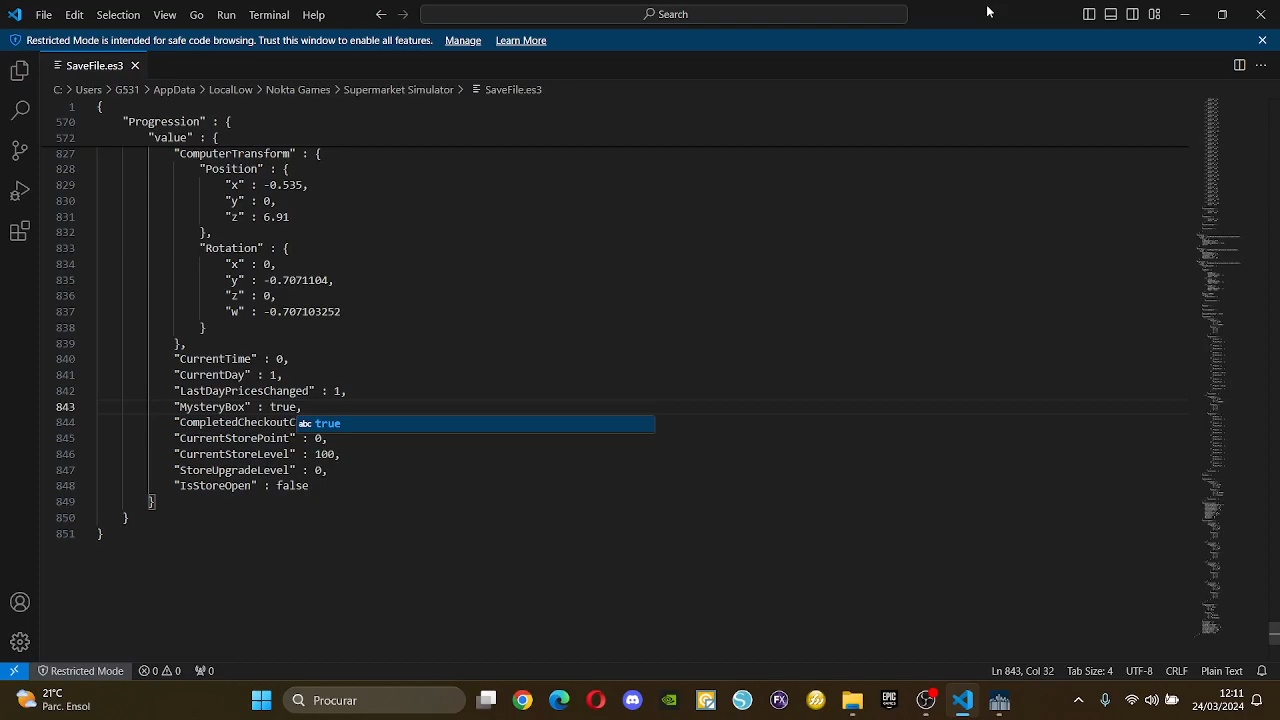 File Edit Selection View Go Run Terminal Help Search
Restricted Mode is intended for safe code browsing. Trust this window to enable all features. Manage Learn More
SaveFile.es3
C: > Users > G531 > AppData > LocalLow > Nokta Games > Supermarket Simulator > SaveFile.es3
1 {
570 "Progression" : {
572 "value" : {
827 "ComputerTransform" : {
828 "Position" : {
829 "x" : -0.535,
830 "y" : 0,
831 "z" : 6.91
832 },
833 "Rotation" : {
834 "x" : 0,
835 "y" : -0.7071104,
836 "z" : 0,
837 "w" : -0.707103252
838 }
839 },
840 "CurrentTime" : 0,
841 "CurrentDay" : 1,
842 "LastDayPricesChanged" : 1,
843 "MysteryBox" : true,
844 "CompletedCheckoutC abc true
845 "CurrentStorePoint" : 0,
846 "CurrentStoreLevel" : 100,
847 "StoreUpgradeLevel" : 0,
848 "IsStoreOpen" : false
849 }
850 }
851 }
Restricted Mode 0 0 0 Ln 843, Col 32 Tab Size: 4 UTF-8 CRLF Plain Text
21°C
Parc. Ensol
Procurar
EPIC GAMES
FX
12:11
24/03/2024